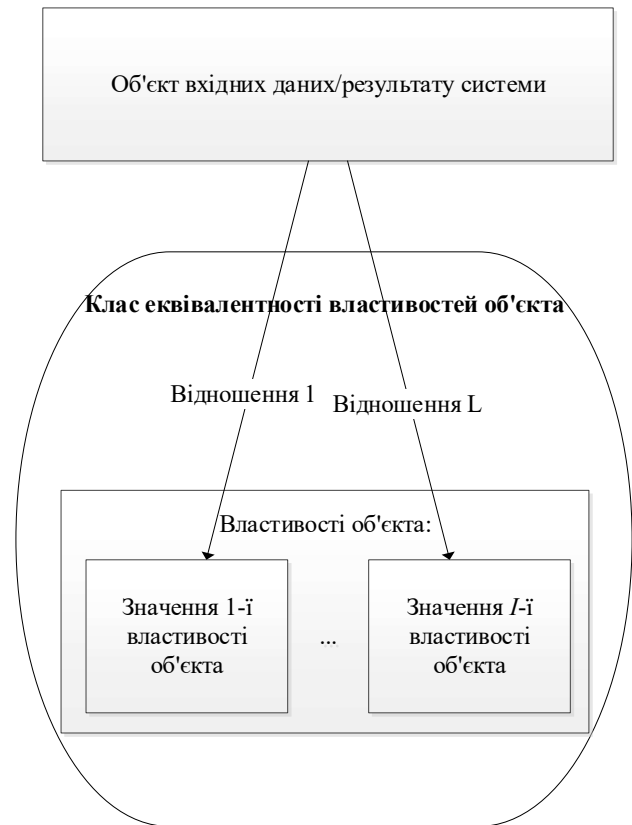 Об'єкт вхідних даних/результату системи
Клас еквівалентності властивостей об'єкта
Відношення 1
Відношення L
Властивості об'єкта:
Значення 1-ї
властивості
об'єкта
...
Значення I-ї
властивості
об'єкта